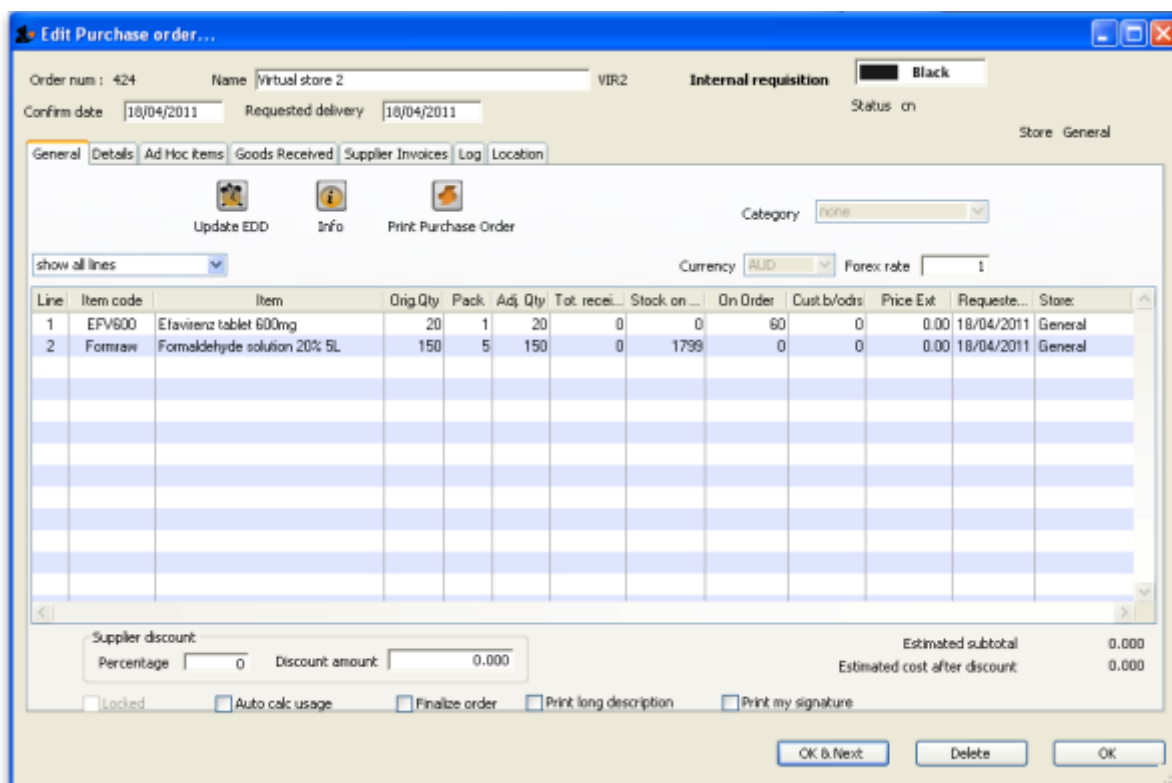 Edit Purchase order...
Order num : 424 Name Virtual store 2 VIR2 Internal requisition Black
Confirm date 18/04/2011 Requested delivery 18/04/2011 Status cn
Store General
General Details Ad Hoc items Goods Received Supplier Invoices Log Location
Update EDD Info Print Purchase Order Category none
show all lines Currency AUD Forex rate 1
Line Item code Item Orig.Qty Pack Adj. Qty Tot. recei... Stock on ... On Order Cust.b/odrs Price Ext Requeste... Store:
1 EFV600 Efavirenz tablet 600mg 20 1 20 0 0 60 0 0.00 18/04/2011 General
2 Formraw Formaldehyde solution 20% 5L 150 5 150 0 1799 0 0 0.00 18/04/2011 General
Supplier discount Estimated subtotal 0.000
Percentage 0 Discount amount 0.000 Estimated cost after discount 0.000
Locked Auto calc usage Finalize order Print long description Print my signature
OK & Next Delete OK